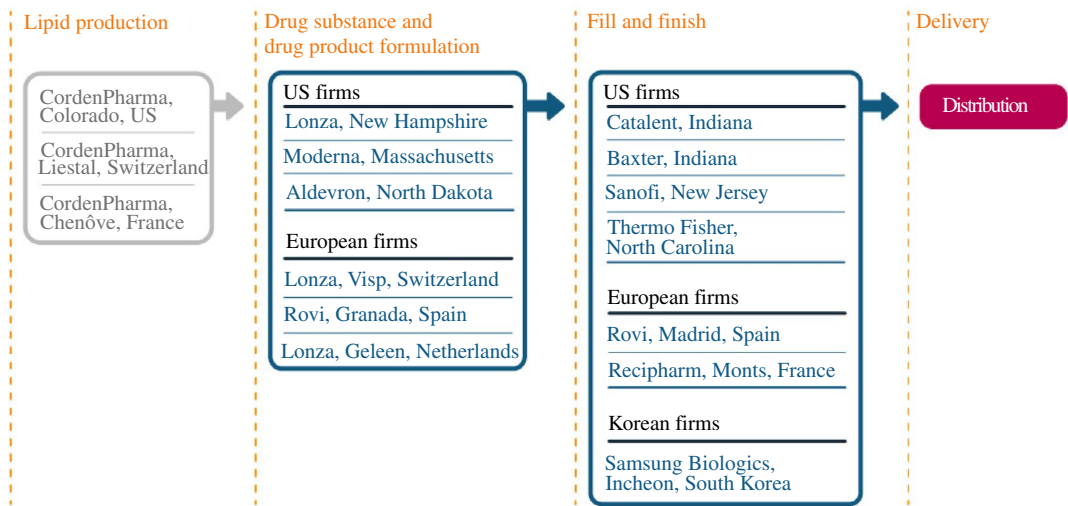 Lipid production
CordenPharma,
Colorado, US
CordenPharma,
Liestal, Switzerland
CordenPharma,
Chenôve, France
Drug substance and
drug product formulation
US firms
Lonza, New Hampshire
Moderna, Massachusetts
Aldevron, North Dakota
European firms
Lonza, Visp, Switzerland
Rovi, Granada, Spain
Lonza, Geleen, Netherlands
Fill and finish
US firms
Catalent, Indiana
Baxter, Indiana
Sanofi, New Jersey
Thermo Fisher,
North Carolina
European firms
Rovi, Madrid, Spain
Recipharm, Monts, France
Korean firms
Samsung Biologics,
Incheon, South Korea
Delivery
Distribution